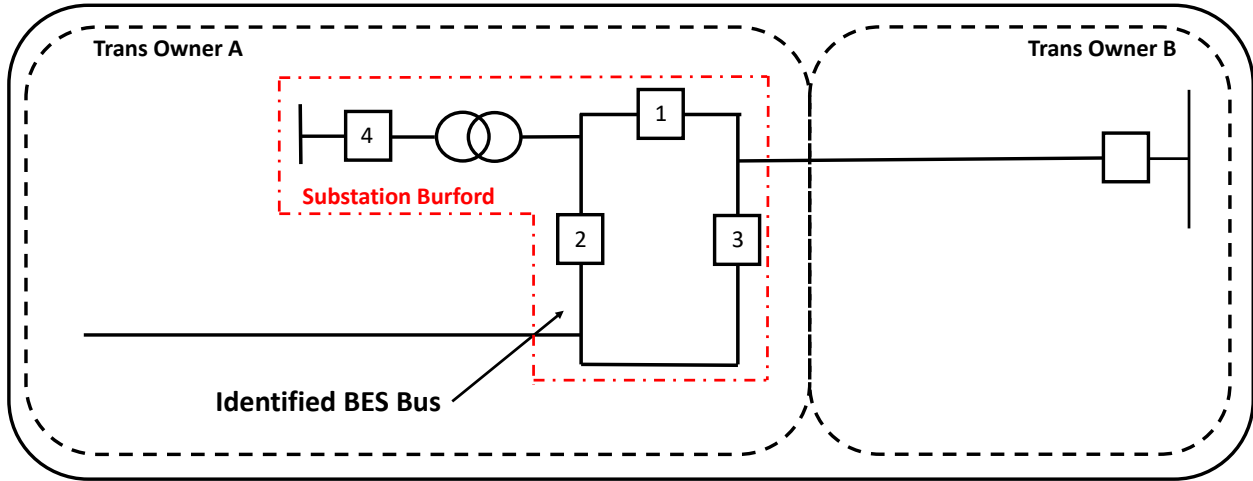 Trans Owner A
Trans Owner B
1
4
Substation Burford
2
3
Identified BES Bus